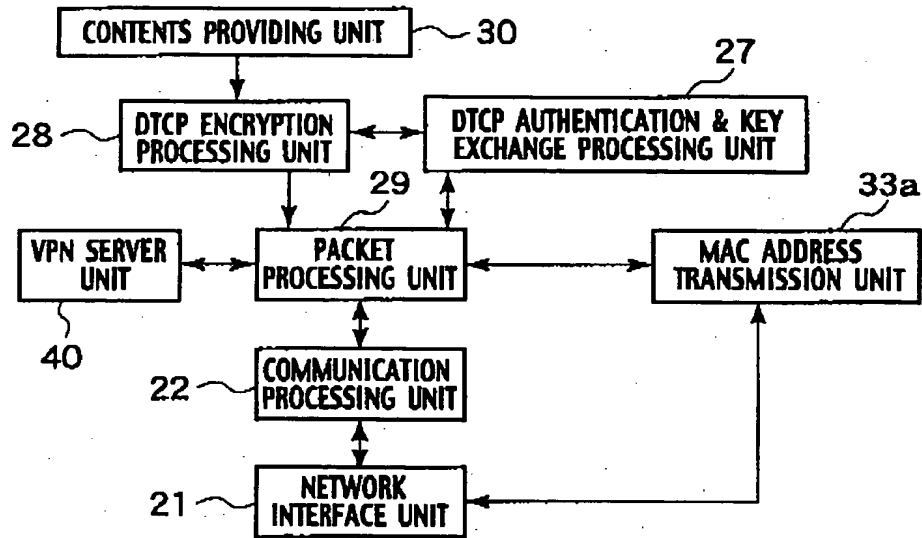 CONTENTS PROVIDING UNIT
30
27
28
DTCP ENCRYPTION
PROCESSING UNIT
DTCP AUTHENTICATION & KEY
EXCHANGE PROCESSING UNIT
29
33a
VPN SERVER
UNIT
PACKET
PROCESSING UNIT
MAC ADDRESS
TRANSMISSION UNIT
40
22
COMMUNICATION
PROCESSING UNIT
21
NETWORK
INTERFACE UNIT